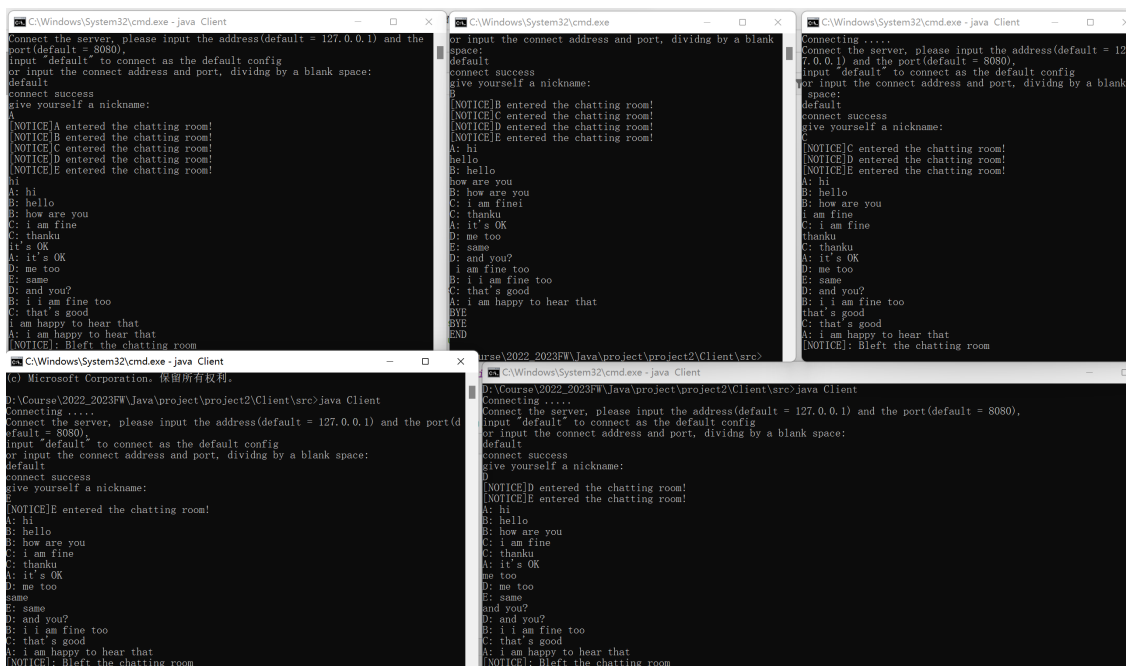 C:\Windows\System32\cmd.exe - java  Client
Connect the server, please input the address(default = 127.0.0.1) and the
port(default = 8080),
input "default" to connect as the default config
or input the connect address and port, dividng by a blank space:
default
connect success
give yourself a nickname:
A
[NOTICE]A entered the chatting room!
[NOTICE]B entered the chatting room!
[NOTICE]C entered the chatting room!
[NOTICE]D entered the chatting room!
[NOTICE]E entered the chatting room!
hi
A: hi
B: hello
B: how are you
C: i am fine
C: thanku
it's OK
A: it's OK
D: me too
E: same
D: and you?
B: i i am fine too
C: that's good
i am happy to hear that
A: i am happy to hear that
[NOTICE]: Bleft the chatting room
C:\Windows\System32\cmd.exe
or input the connect address and port, dividng by a blank
space:
default
connect success
give yourself a nickname:
B
[NOTICE]B entered the chatting room!
[NOTICE]C entered the chatting room!
[NOTICE]D entered the chatting room!
[NOTICE]E entered the chatting room!
A: hi
hello
B: hello
how are you
B: how are you
C: i am finei
C: thanku
A: it's OK
D: me too
E: same
D: and you?
i am fine too
B: i i am fine too
C: that's good
A: i am happy to hear that
BYE
BYE
END
urse\2022_2023FW\Java\project\project2\Client\src>
C:\Windows\System32\cmd.exe - java  Client
Connecting .....
Connect the server, please input the address(default = 12
7.0.0.1) and the port(default = 8080),
input "default" to connect as the default config
or input the connect address and port, dividng by a blank
space:
default
connect success
give yourself a nickname:
C
[NOTICE]C entered the chatting room!
[NOTICE]D entered the chatting room!
[NOTICE]E entered the chatting room!
A: hi
B: hello
B: how are you
i am fine
C: i am fine
thanku
C: thanku
A: it's OK
D: me too
E: same
D: and you?
B: i i am fine too
that's good
C: that's good
A: i am happy to hear that
[NOTICE]: Bleft the chatting room
C:\Windows\System32\cmd.exe - java  Client
(c) Microsoft Corporation。保留所有权利。
D:\Course\2022_2023FW\Java\project\project2\Client\src>java Client
Connecting .....
Connect the server, please input the address(default = 127.0.0.1) and the port(d
efault = 8080),
input "default" to connect as the default config
or input the connect address and port, dividng by a blank space:
default
connect success
give yourself a nickname:
E
[NOTICE]E entered the chatting room!
A: hi
B: hello
B: how are you
C: i am fine
C: thanku
A: it's OK
D: me too
same
E: same
D: and you?
B: i i am fine too
C: that's good
A: i am happy to hear that
[NOTICE]: Bleft the chatting room
C:\Windows\System32\cmd.exe - java  Client
D:\Course\2022_2023FW\Java\project\project2\Client\src>java Client
Connecting .....
Connect the server, please input the address(default = 127.0.0.1) and the port(default = 8080),
input "default" to connect as the default config
or input the connect address and port, dividng by a blank space:
default
connect success
give yourself a nickname:
D
[NOTICE]D entered the chatting room!
[NOTICE]E entered the chatting room!
A: hi
B: hello
B: how are you
C: i am fine
C: thanku
A: it's OK
me too
D: me too
E: same
and you?
D: and you?
B: i i am fine too
C: that's good
A: i am happy to hear that
[NOTICE]: Bleft the chatting room